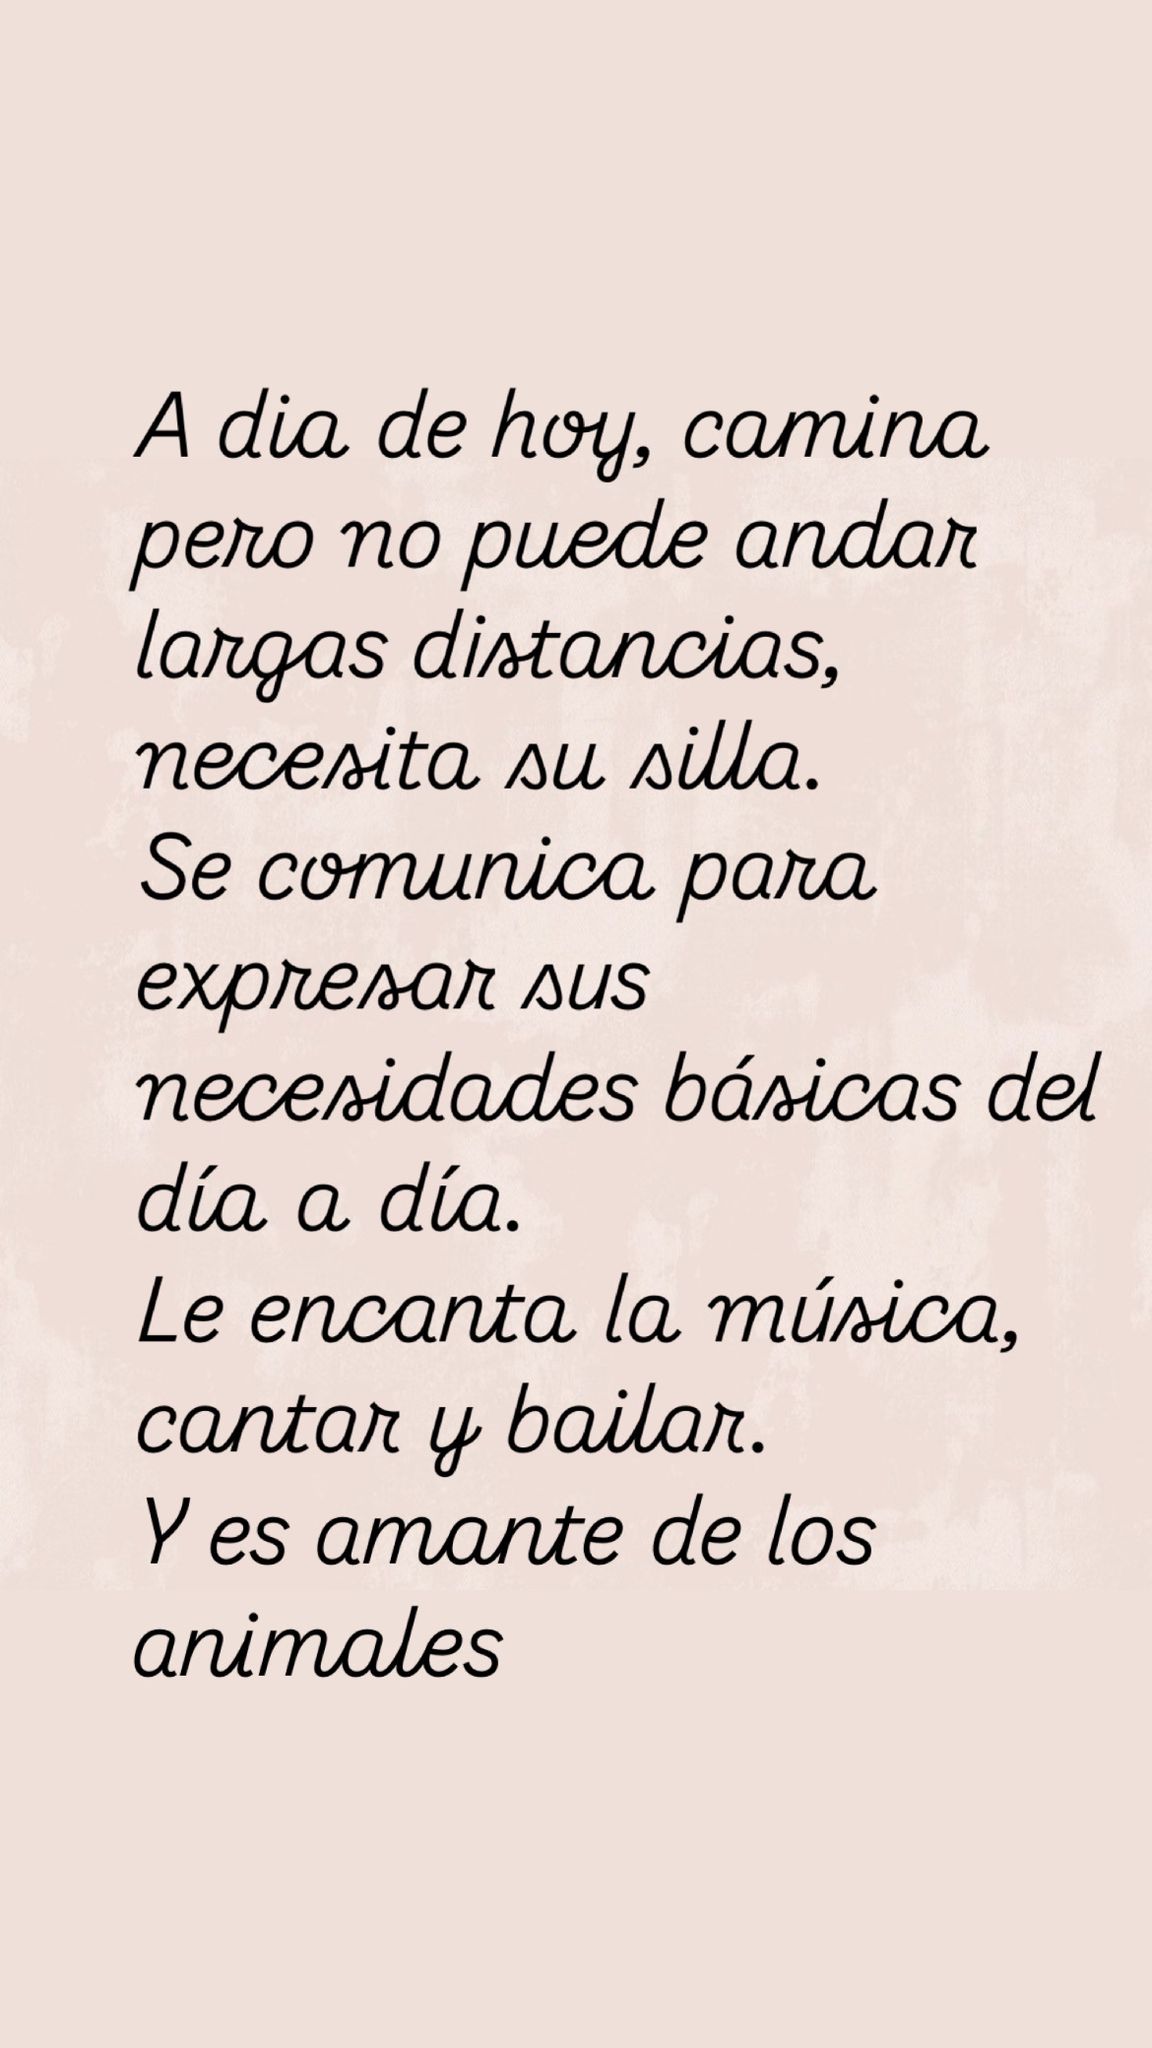 A dia de hoy, camina
pero no puede andar
largas distancias,
necesita su silla.
Se comunica para
expresar sus
necesidades básicas del
día a día.
Le encanta la música,
cantar y bailar.
Y es amante de los
animales